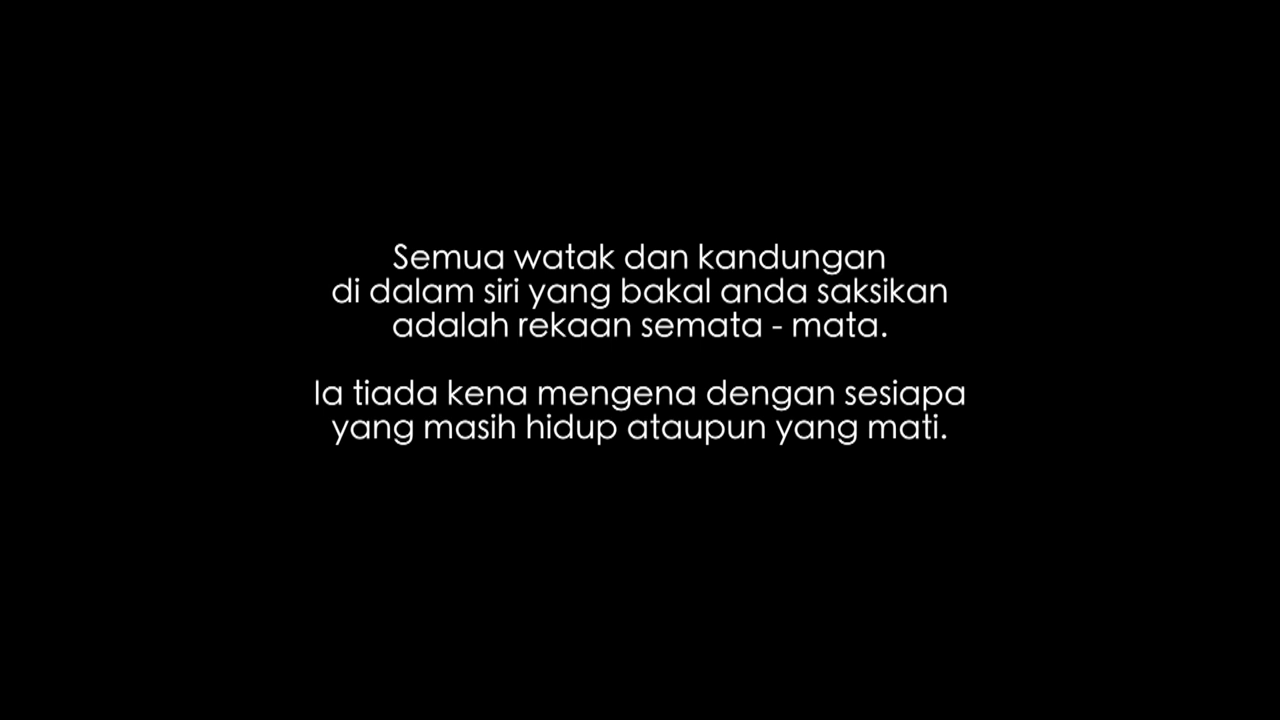 Semua watak dan kandungan
di dalam siri yang bakal anda saksikan
adalah rekaan semata - mata.
Ia tiada kena mengena dengan sesiapa
yang masih hidup ataupun yang mati.